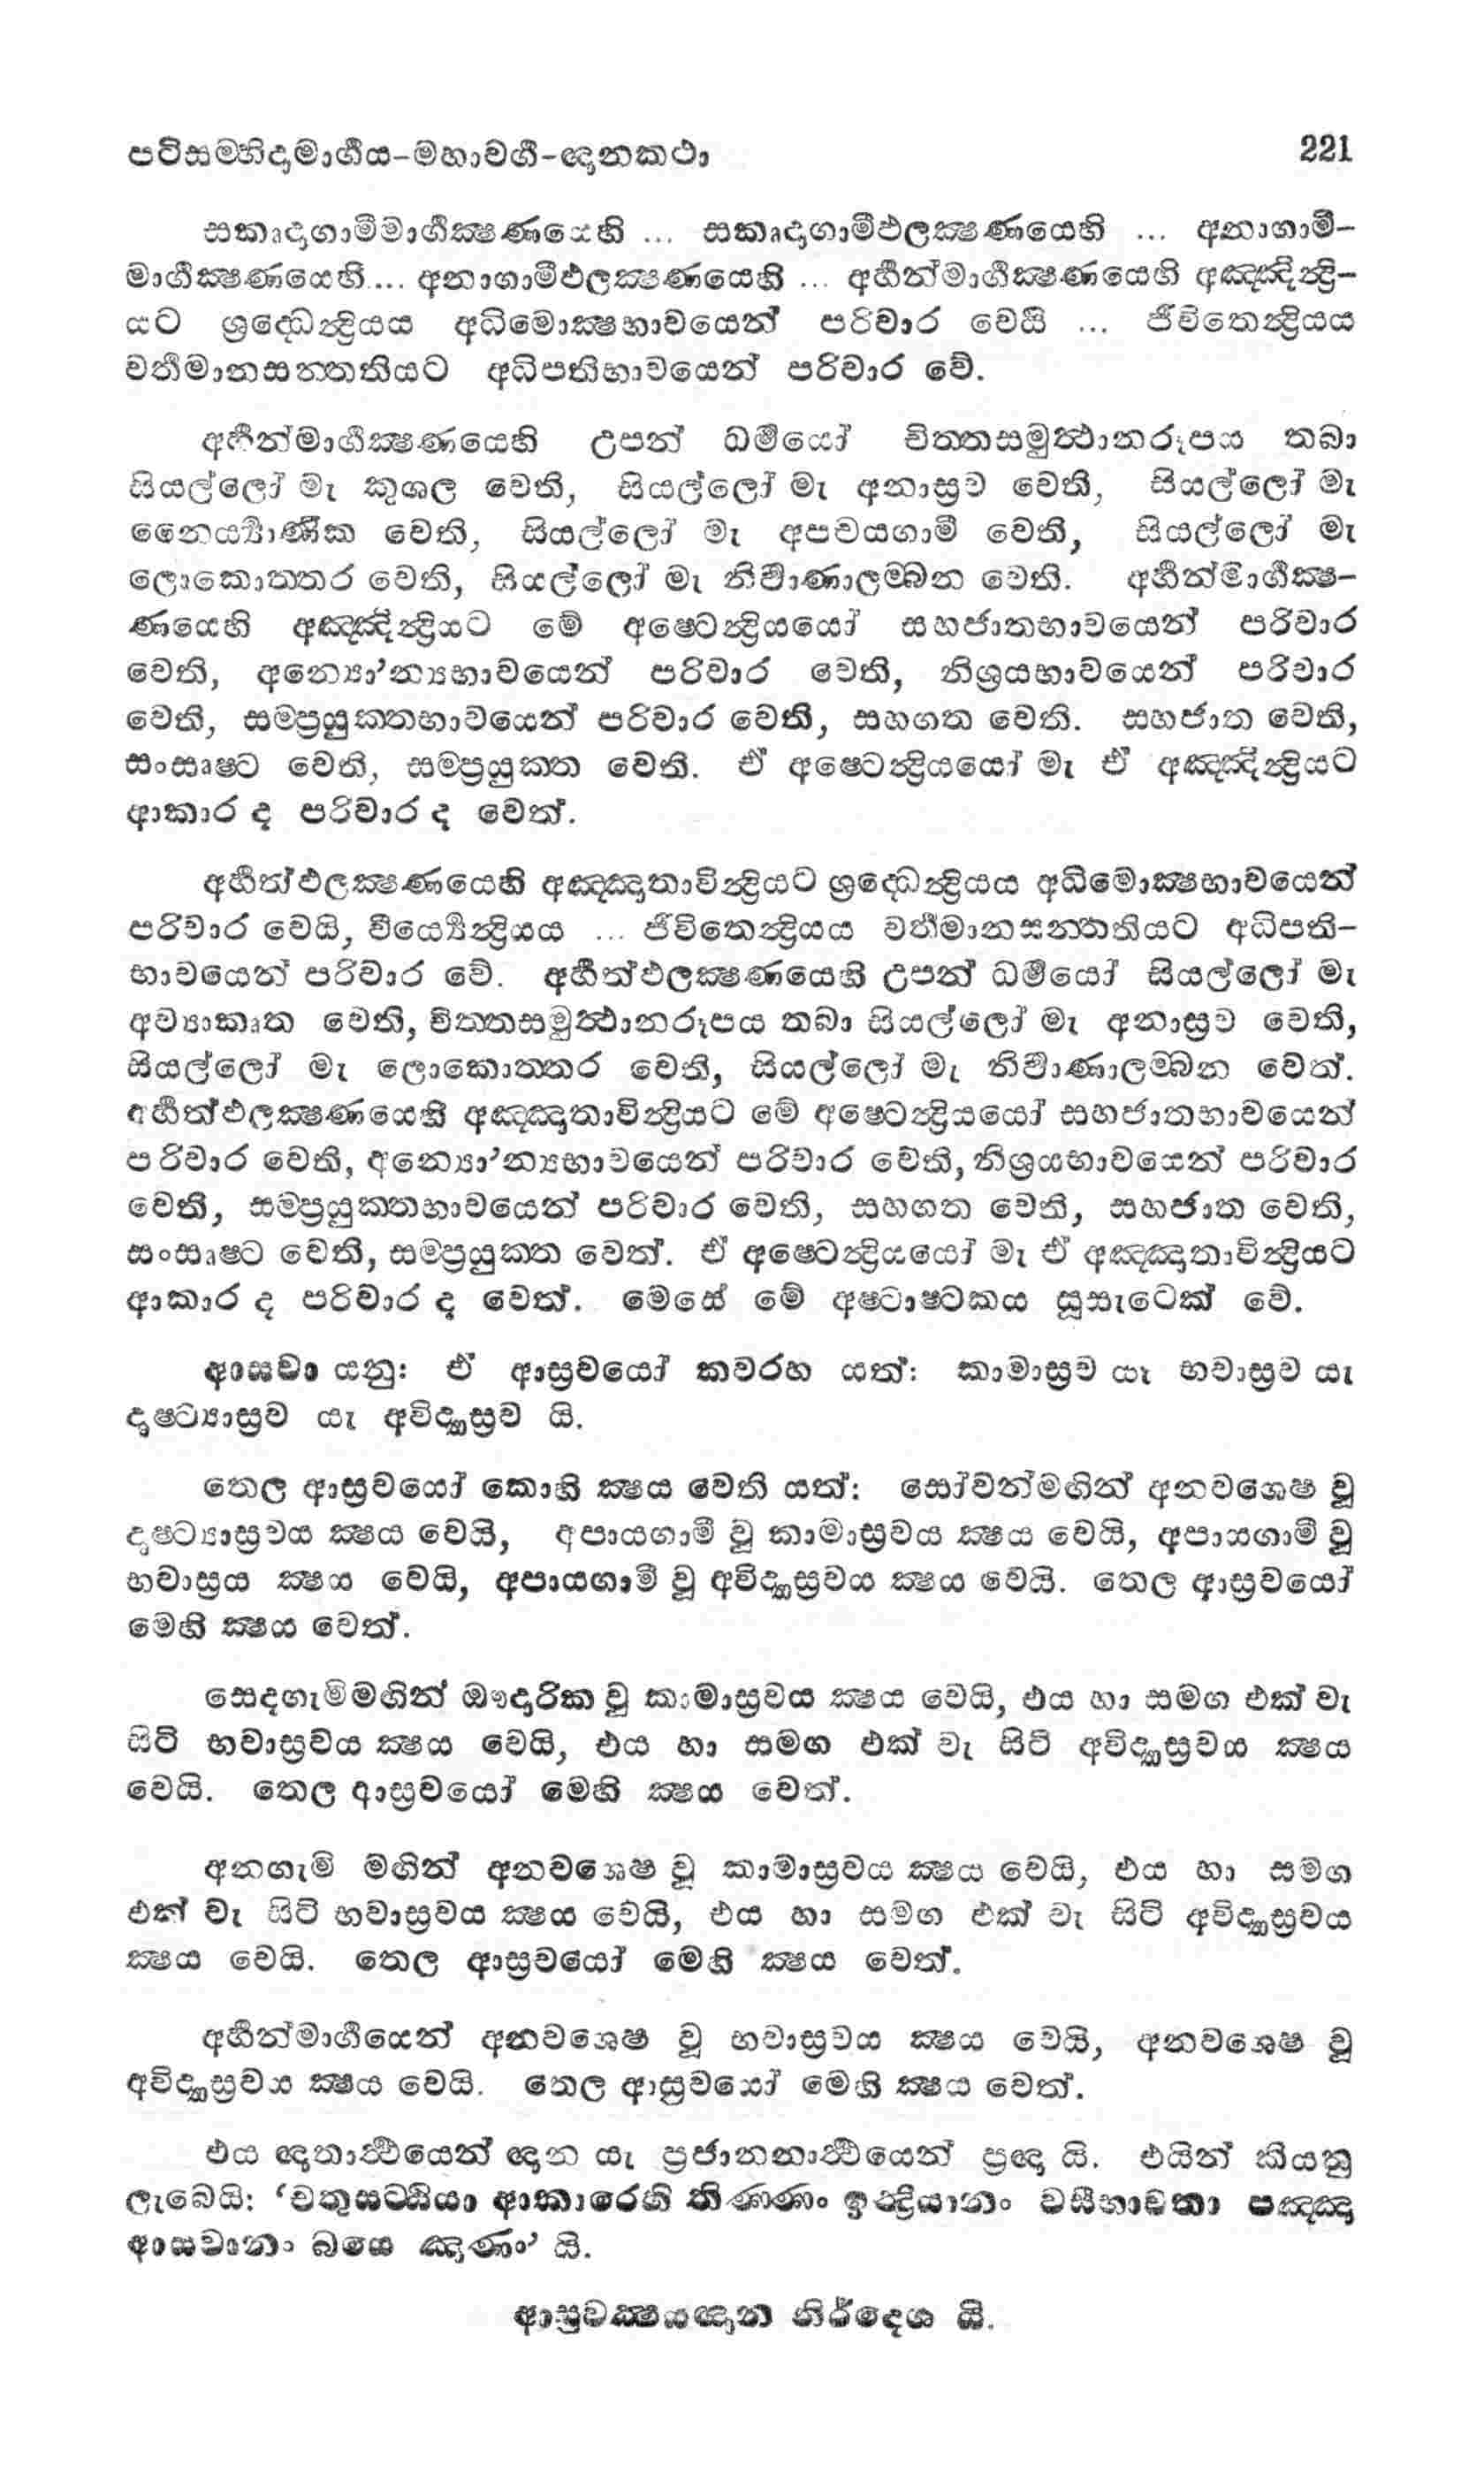 පටිසම්භිදාමාර්‍ගය-මහාවර්‍ග-ඥානකථා 221
සකෘදාගාමීමාර්‍ගක්‍ෂණයෙහි ... සකෘදාගාමීඵලක්‍ෂණයෙහි ... අනාගාමී-
මාර්‍ගක්‍ෂණයෙහි ... අනාගාමීඵලක්‍ෂණයෙහි ... අර්‍හත්මාර්‍ගක්‍ෂණයෙහි අඤ්ඤින්‍ද්‍රි-
යට ශ්‍රද්ධෙන්‍ද්‍රියය අධිමොක්‍ෂභාවයෙන් පරිවාර වෙයි ... ජීවිතෙන්‍ද්‍රියය
වර්‍තමානසන්තතියට අධිපතිභාවයෙන් පරිවාර වේ.
අර්‍හත්මාර්‍ගක්‍ෂණයෙහි උපන් ධර්‍මයෝ චිත්තසමුත්‍ථානරූපය තබා
සියල්ලෝ මැ කුශල වෙති, සියල්ලෝ මැ අනාස්‍රව වෙති, සියල්ලෝ මැ
නෛර්‍ය්‍යාණික වෙති, සියල්ලෝ මැ අපචයගාමී වෙති, සියල්ලෝ මැ
ලොකොත්තර වෙති, සියල්ලෝ මැ නිර්‍වාණාලම්බන වෙති. අර්‍හත්මාර්‍ගක්‍ෂ-
ණයෙහි අඤ්ඤින්‍ද්‍රියට මේ අෂ්ටෙන්‍ද්‍රියයෝ සහජාතභාවයෙන් පරිවාර
වෙති, අන්‍යො’න්‍යභාවයෙන් පරිවාර වෙති, නිශ්‍රයභාවයෙන් පරිවාර
වෙති, සම්ප්‍රයුක්තභාවයෙන් පරිවාර වෙති, සහගත වෙති. සහජාත වෙති,
සංසෘෂ්ට වෙති, සම්ප්‍රයුක්ත වෙති. ඒ අෂ්ටෙන්‍ද්‍රියයෝ මැ ඒ අඤ්ඤින්‍ද්‍රියට
ආකාර ද පරිවාර ද වෙත්.
අර්‍හත්ඵලක්‍ෂණයෙහි අඤ්ඤාතාවින්‍ද්‍රියට ශ්‍රද්ධෙන්‍ද්‍රියය අධිමොක්‍ෂභාවයෙන්
පරිවාර වෙයි, වීර්‍ය්‍යෙන්‍ද්‍රියය ... ජීවිතෙන්‍ද්‍රියය වර්‍තමානසන්තතියට අධිපති-
භාවයෙන් පරිවාර වේ. අර්‍හත්ඵලක්‍ෂණයෙහි උපන් ධර්‍මයෝ සියල්ලෝ මැ
අව්‍යාකෘත වෙති, චිත්තසමුත්‍ථානරූපය තබා සියල්ලෝ මැ අනාස්‍රව වෙති,
සියල්ලෝ මැ ලොකොත්තර වෙති, සියල්ලෝ මැ නිර්‍වාණාලම්බන වෙත්.
අර්‍හත්ඵලක්‍ෂණයෙහි අඤ්ඤාතාවින්‍ද්‍රියට මේ අෂ්ටෙන්‍ද්‍රියයෝ සහජාතභාවයෙන්
පරිවාර වෙති, අන්‍යො’න්‍යභාවයෙන් පරිවාර වෙති, නිශ්‍රයභාවයෙන් පරිවාර
වෙති, සම්ප්‍රයුක්තභාවයෙන් පරිවාර වෙති, සහගත වෙති, සහජාත වෙති,
සංසෘෂ්ට වෙති, සම්ප්‍රයුක්ත වෙත්. ඒ අෂ්ටෙන්‍ද්‍රියයෝ මැ ඒ අඤ්ඤාතාවින්‍ද්‍රියට
ආකාර ද පරිවාර ද වෙත්. මෙසේ මේ අෂ්ටාෂ්ටකය සූසැටෙක් වේ.
ආසවා යනු: ඒ ආස්‍රවයෝ කවරහ යත්: කාමාස්‍රව යැ භවාස්‍රව යැ
දෘෂ්ට්‍යාස්‍රව යැ අවිද්‍යාස්‍රව යි.
තෙල ආස්‍රවයෝ කොහි ක්‍ෂය වෙති යත්: සෝවන්මඟින් අනවශෙෂ වූ
දෘෂ්ට්‍යාස්‍රවය ක්‍ෂය වෙයි, අපායගාමී වූ කාමාස්‍රවය ක්‍ෂය වෙයි, අපායගාමී වූ
භවාස්‍රය ක්‍ෂය වෙයි, අපායගාමී වූ අවිද්‍යාස්‍රවය ක්‍ෂය වෙයි. තෙල ආස්‍රවයෝ
මෙහි ක්‍ෂය වෙත්.
සෙදගැමිමඟින් ඖදාරික වූ කාමාස්‍රවය ක්‍ෂය වෙයි, එය හා සමග එක් වැ
සිටි භවාස්‍රවය ක්‍ෂය වෙයි, එය හා සමග එක් වැ සිටි අවිද්‍යාස්‍රවය ක්‍ෂය
වෙයි. තෙල ආස්‍රවයෝ මෙහි ක්‍ෂය වෙත්.
අනගැමි මඟින් අනවශෙෂ වූ කාමාස්‍රවය ක්‍ෂය වෙයි, එය හා සමග
එක් වැ සිටි භවාස්‍රවය ක්‍ෂය වෙයි, එය හා සමග එක් වැ සිටි අවිද්‍යාස්‍රවය
ක්‍ෂය වෙයි. තෙල ආස්‍රවයෝ මෙහි ක්‍ෂය වෙත්.
අර්‍හත්මාර්‍ගයෙන් අනවශෙෂ වූ භවාස්‍රවය ක්‍ෂය වෙයි, අනවශෙෂ වූ
අවිද්‍යාස්‍රවය ක්‍ෂය වෙයි. තෙල ආස්‍රවයෝ මෙහි ක්‍ෂය වෙත්.
එය ඥාතාර්‍ථයෙන් ඥාන යැ ප්‍රජානනාර්‍ථයෙන් ප්‍රඥා යි. එයින් කියනු
ලැබෙයි: ‘චතුසට්ඨියා ආකාරෙහි තිණ්ණං ඉන්‍ද්‍රියානං වසීභාවතා පඤ්ඤා
ආසවානං ඛයෙ ඤාණං’ යි.
ආස්‍රවක්‍ෂයඥාන නිර්දෙශ යි.